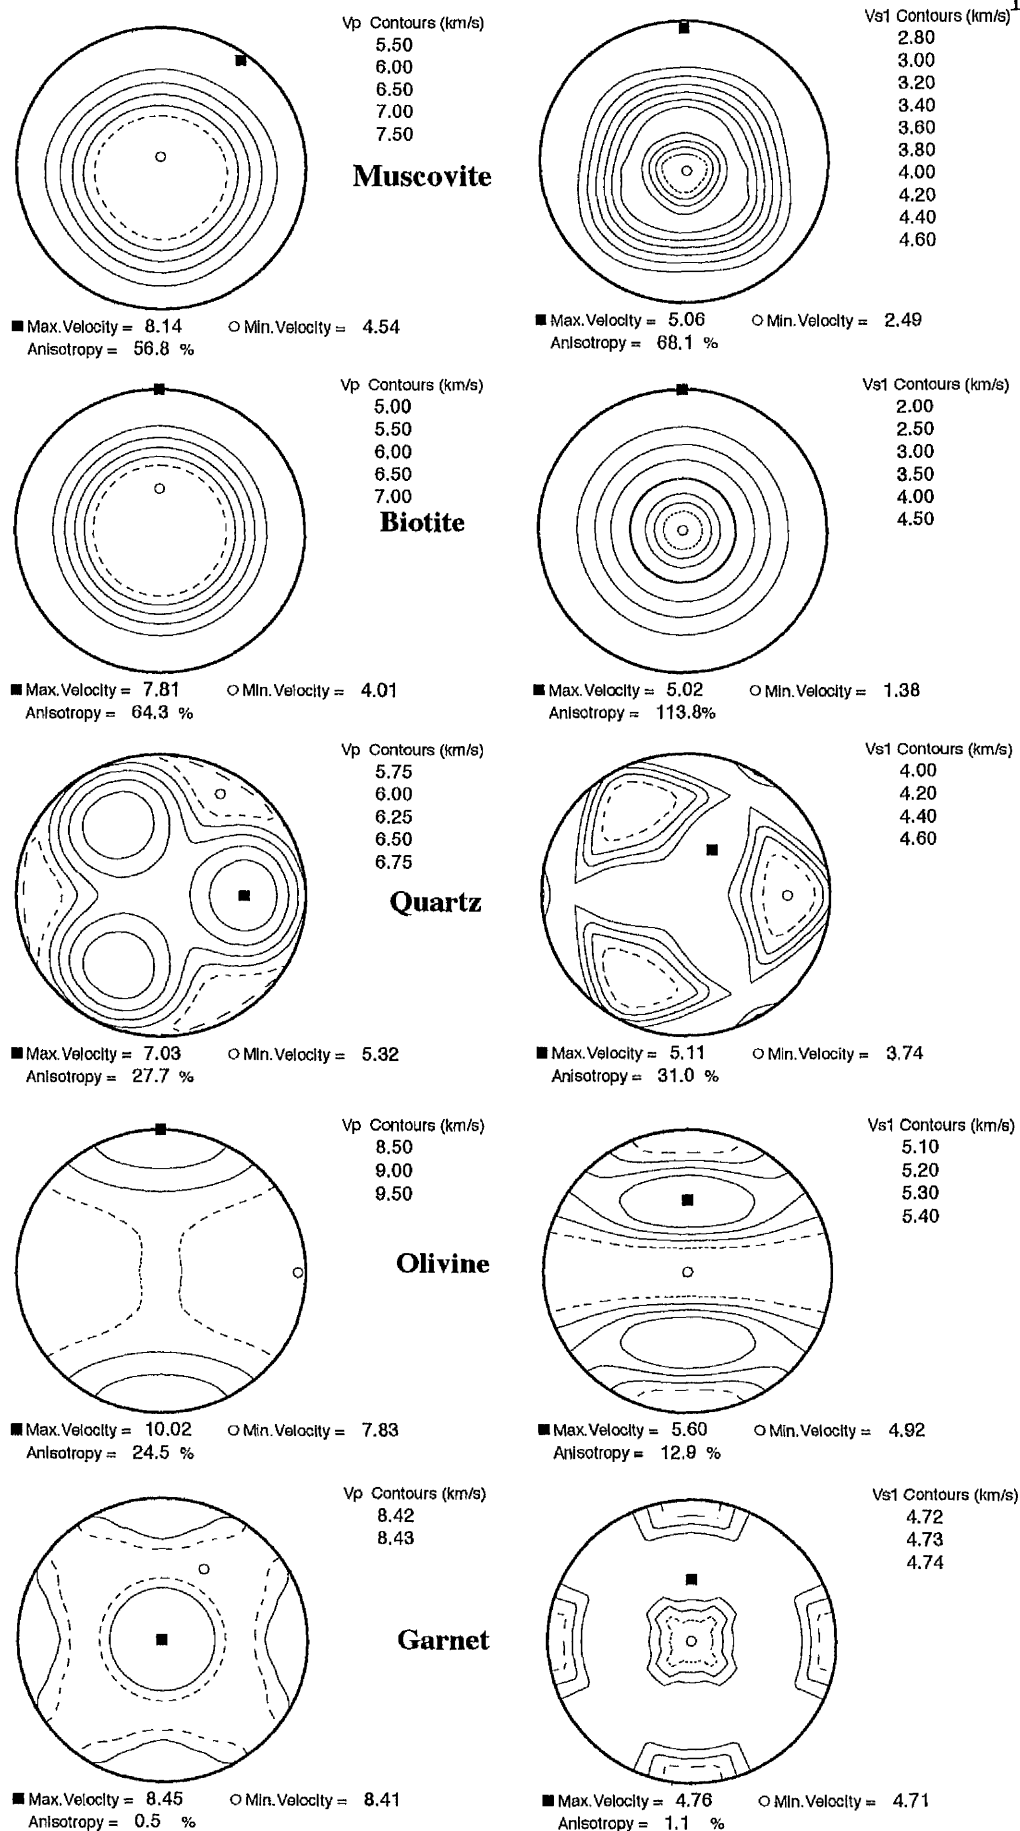 1
Vp Contours (km/s)
5.50
6.00
6.50
7.00
7.50
Vs1 Contours (km/s)
2.80
3.00
3.20
3.40
3.60
3.80
4.00
4.20
4.40
4.60
Muscovite
Max.Velocity = 8.14 Min.Velocity = 4.54
Anisotropy = 56.8 %
Max.Velocity = 5.06 Min.Velocity = 2.49
Anisotropy = 68.1 %
Vp Contours (km/s)
5.00
5.50
6.00
6.50
7.00
Vs1 Contours (km/s)
2.00
2.50
3.00
3.50
4.00
4.50
Biotite
Max.Velocity = 7.81 Min.Velocity = 4.01
Anisotropy = 64.3 %
Max.Velocity = 5.02 Min.Velocity = 1.38
Anisotropy = 113.8%
Vp Contours (km/s)
5.75
6.00
6.25
6.50
6.75
Vs1 Contours (km/s)
4.00
4.20
4.40
4.60
Quartz
Max.Velocity = 7.03 Min.Velocity = 5.32
Anisotropy = 27.7 %
Max.Velocity = 5.11 Min.Velocity = 3.74
Anisotropy = 31.0 %
Vp Contours (km/s)
8.50
9.00
9.50
Vs1 Contours (km/s)
5.10
5.20
5.30
5.40
Olivine
Max.Velocity = 10.02 Min.Velocity = 7.83
Anisotropy = 24.5 %
Max.Velocity = 5.60 Min.Velocity = 4.92
Anisotropy = 12.9 %
Vp Contours (km/s)
8.42
8.43
Vs1 Contours (km/s)
4.72
4.73
4.74
Garnet
Max.Velocity = 8.45 Min.Velocity = 8.41
Anisotropy = 0.5 %
Max.Velocity = 4.76 Min.Velocity = 4.71
Anisotropy = 1.1 %